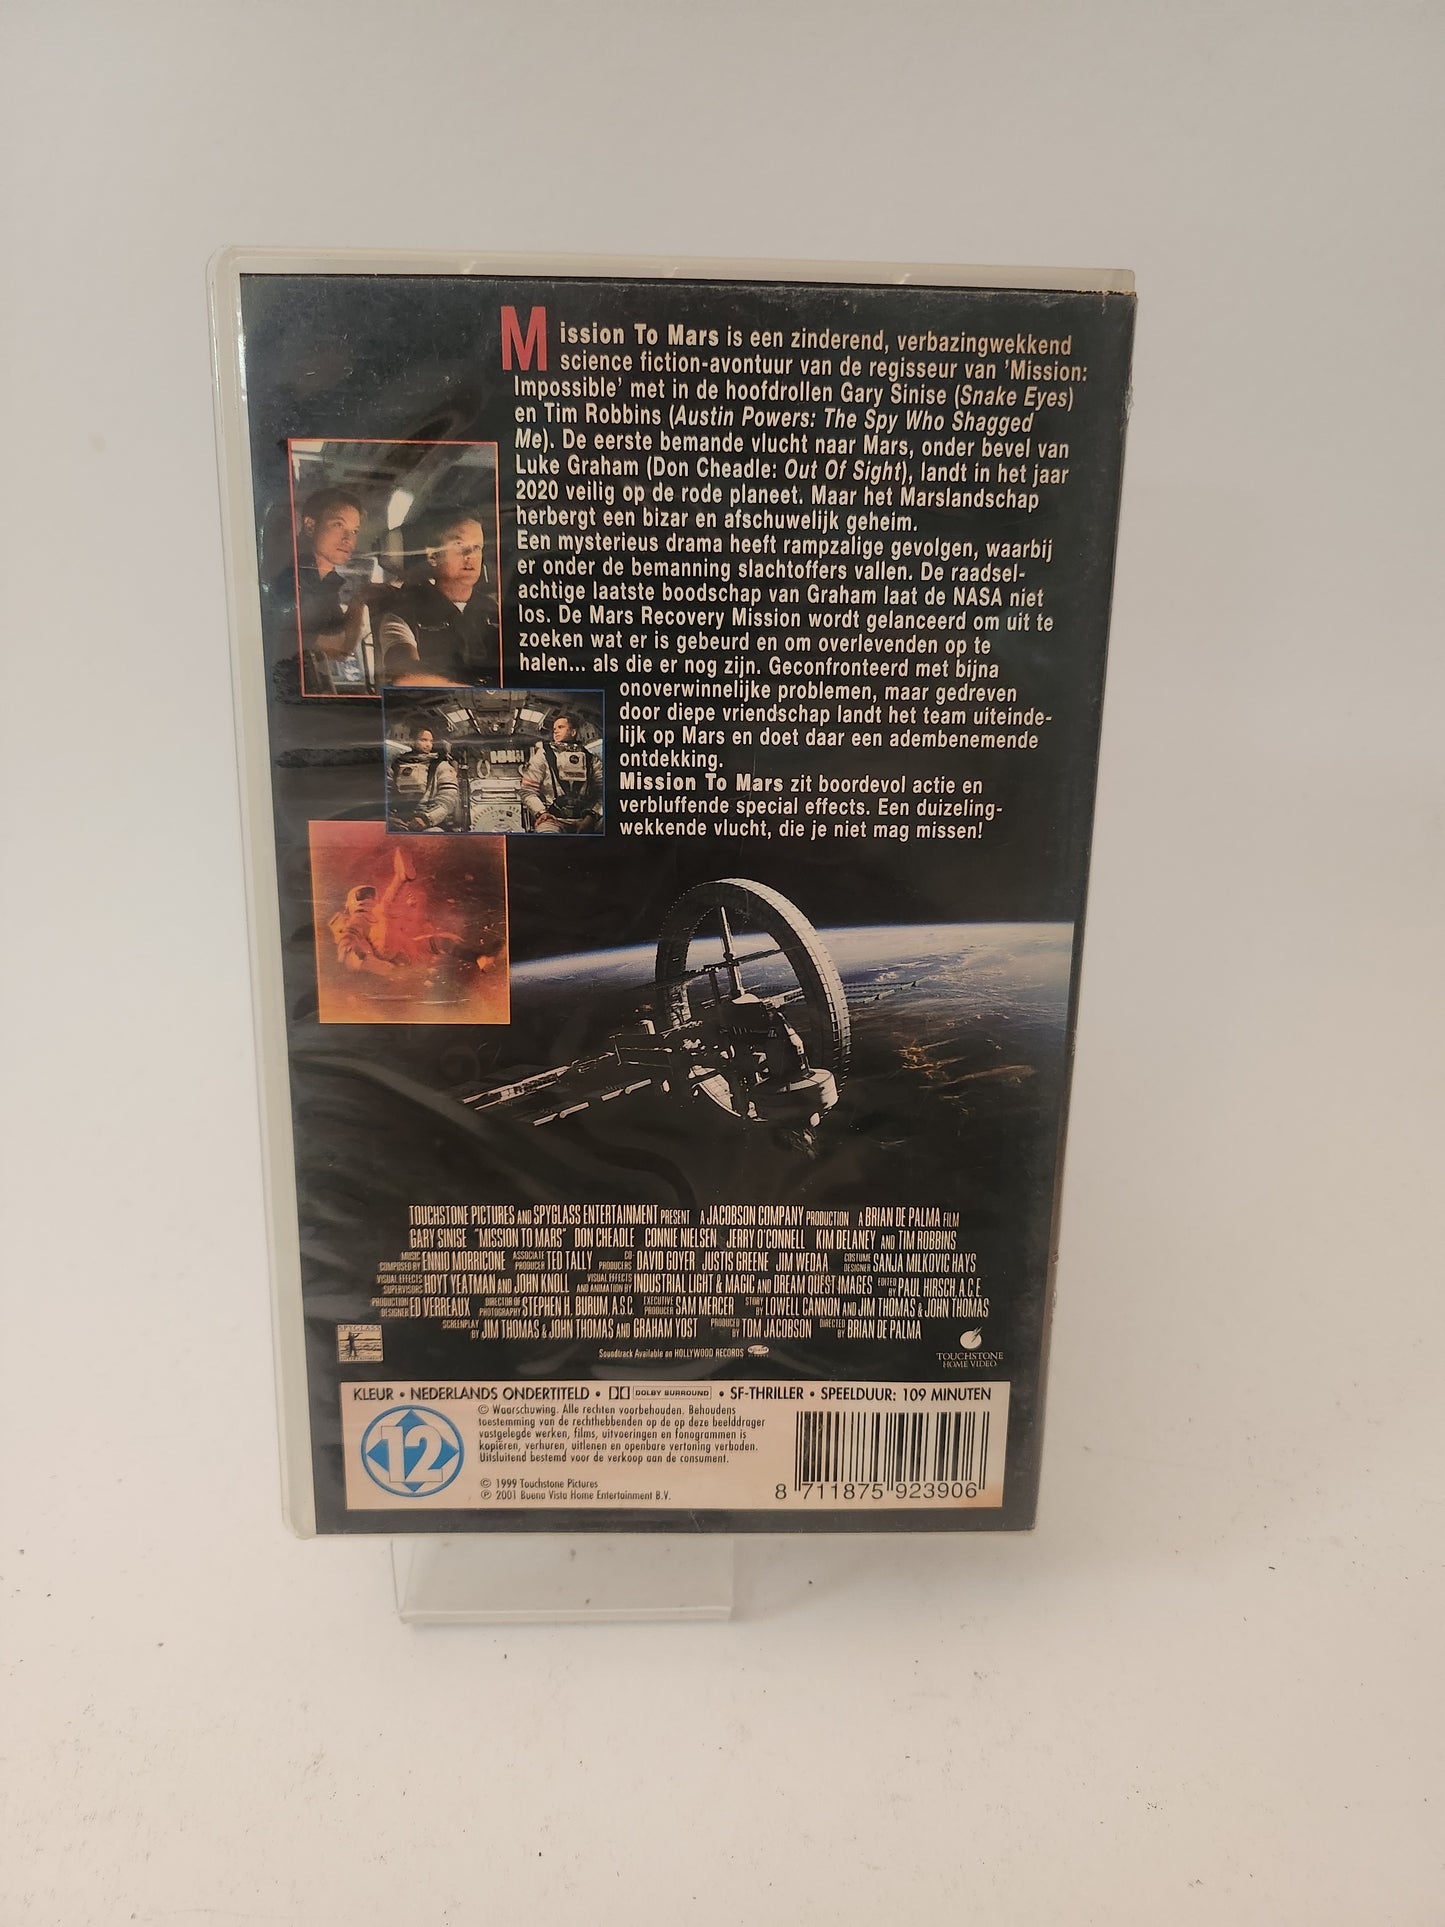 Mission To Mars is een zinderend, verbazingwekkend
science fiction-avontuur van de regisseur van 'Mission:
Impossible' met in de hoofdrollen Gary Sinise (Snake Eyes)
en Tim Robbins (Austin Powers: The Spy Who Shagged
Me). De eerste bemande vlucht naar Mars, onder bevel van
Luke Graham (Don Cheadle: Out Of Sight), landt in het jaar
2020 veilig op de rode planeet. Maar het Marslandschap
herbergt een bizar en afschuwelijk geheim.
Een mysterieus drama heeft rampzalige gevolgen, waarbij
er onder de bemanning slachtoffers vallen. De raadsel-
achtige laatste boodschap van Graham laat de NASA niet
los. De Mars Recovery Mission wordt gelanceerd om uit te
zoeken wat er is gebeurd en om overlevenden op te
halen... als die er nog zijn. Geconfronteerd met bijna
onoverwinnelijke problemen, maar gedreven
door diepe vriendschap landt het team uiteinde-
lijk op Mars en doet daar een adembenemende
ontdekking.
Mission To Mars zit boordevol actie en
verbluffende special effects. Een duizeling-
wekkende vlucht, die je niet mag missen!
TOUCHSTONE PICTURES AND SPYGLASS ENTERTAINMENT PRESENT A JACOBSON COMPANY PRODUCTION A BRIAN DE PALMA FILM
GARY SINISE "MISSION TO MARS" DON CHEADLE CONNIE NIELSEN JERRY O'CONNELL KIM DELANEY AND TIM ROBBINS
MUSIC COMPOSED BY ENNIO MORRICONE ASSOCIATE PRODUCER TED TALLY CO-PRODUCERS DAVID GOYER JUSTIS GREENE JIM WEDAA COSTUME DESIGNER SANJA MILKOVIC HAYS
VISUAL EFFECTS SUPERVISORS HOYT YEATMAN AND JOHN KNOLL VISUAL EFFECTS AND ANIMATION BY INDUSTRIAL LIGHT & MAGIC AND DREAM QUEST IMAGES EDITED BY PAUL HIRSCH, A.C.E.
PRODUCTION DESIGNER ED VERREAUX DIRECTOR OF PHOTOGRAPHY STEPHEN H. BURUM, A.S.C. EXECUTIVE PRODUCER SAM MERCER STORY BY LOWELL CANNON AND JIM THOMAS & JOHN THOMAS
SCREENPLAY BY JIM THOMAS & JOHN THOMAS AND GRAHAM YOST PRODUCED BY TOM JACOBSON DIRECTED BY BRIAN DE PALMA
SPYGLASS
ENTERTAINMENT
Soundtrack Available on HOLLYWOOD RECORDS
TOUCHSTONE
HOME VIDEO
KLEUR • NEDERLANDS ONDERTITELD • DOLBY SURROUND • SF-THRILLER • SPEELDUUR: 109 MINUTEN
12
© Waarschuwing. Alle rechten voorbehouden. Behoudens
toestemming van de rechthebbenden op de op deze beelddrager
vastgelegde werken, films, uitvoeringen en fonogrammen is
kopiëren, verhuren, uitlenen en openbare vertoning verboden.
Uitsluitend bestemd voor de verkoop aan de consument.
© 1999 Touchstone Pictures
℗ 2001 Buena Vista Home Entertainment B.V.
8 711875 923906